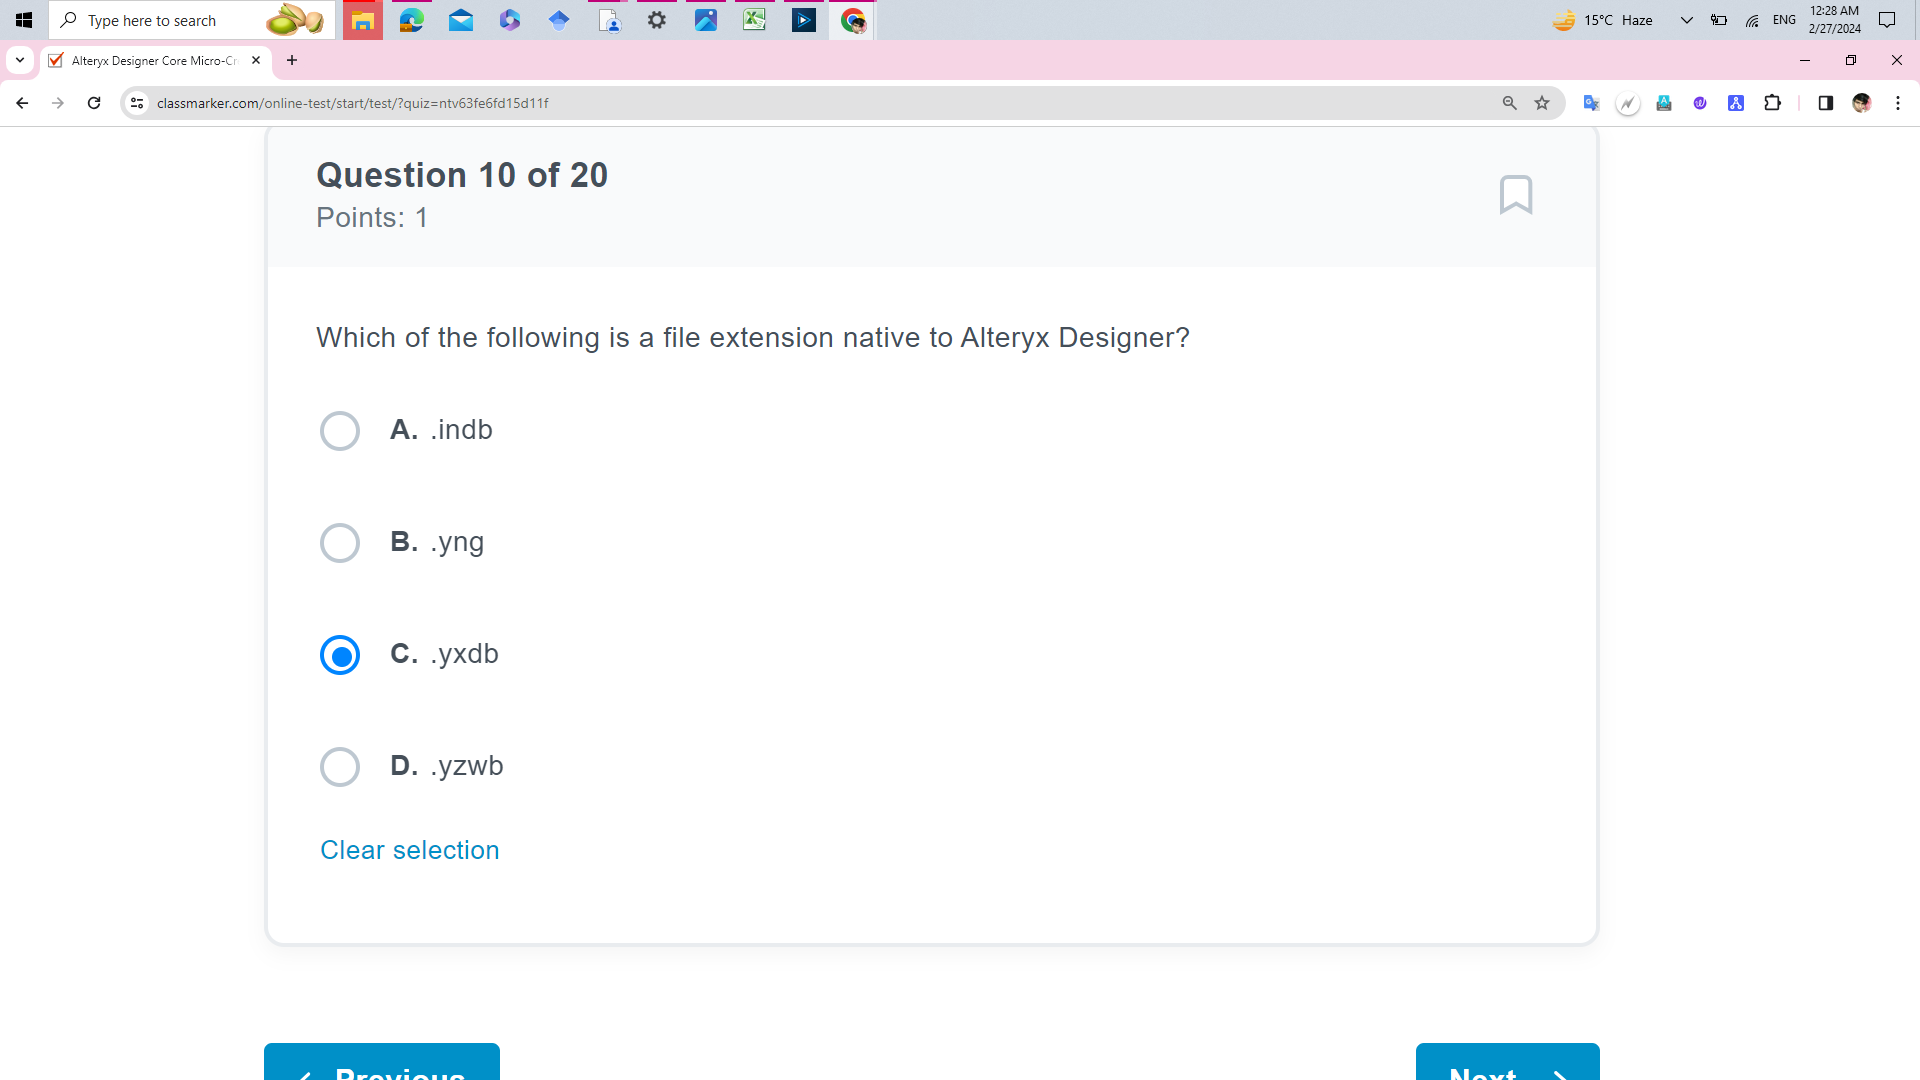 Type here to search
15°C Haze
ENG
12:28 AM
2/27/2024
Alteryx Designer Core Micro-Cr
classmarker.com/online-test/start/test/?quiz=ntv63fe6fd15d11f
Question 10 of 20
Points: 1
Which of the following is a file extension native to Alteryx Designer?
A. .indb
B. .yng
C. .yxdb
D. .yzwb
Clear selection
Previous
Next